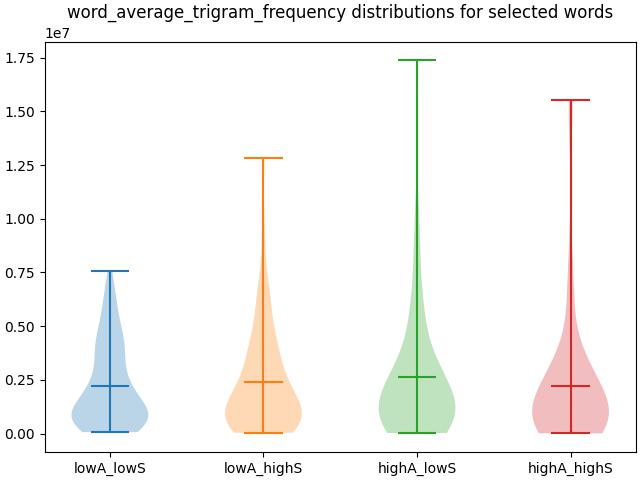 word_average_trigram_frequency distributions for selected words
1e7
1.75
1.50
1.25
1.00
0.75
0.50
0.25
0.00
lowA_lowS lowA_highS highA_lowS highA_highS